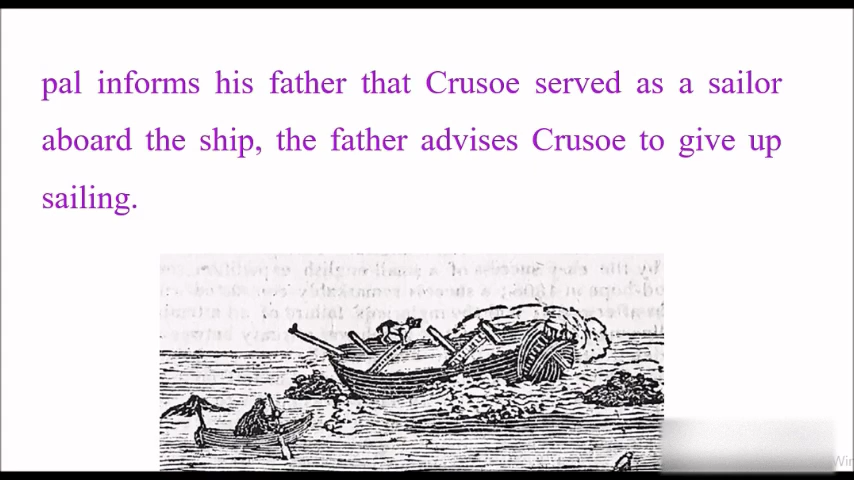 pal informs his father that Crusoe served as a sailor
aboard the ship, the father advises Crusoe to give up
sailing.